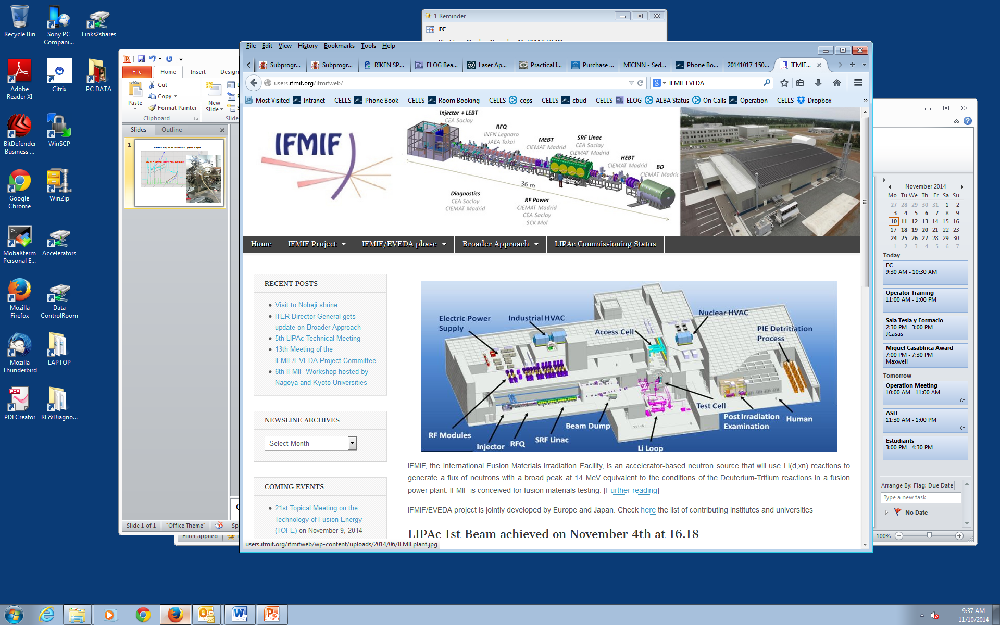 Recycle Bin
Sony PC
Compani...
Links2shares
Adobe
Reader XI
Citrix
PC DATA
BitDefender
Business ...
WinSCP
Google
Chrome
WinZip
MobaXterm
Personal E...
Accelerators
Mozilla
Firefox
Data
ControlRoom
Mozilla
Thunderbird
LAPTOP
PDFCreator
RF&Diagno...
1 Reminder
FC
File Home Insert Design
Paste
Cut
Copy
Format Painter
Clipboard
New
Slide
Slide
Slides Outline
1
Slide 1 of 1 "Office Theme"
Filter applied
File Edit View History Bookmarks Tools Help
Subprogr... Subprogr... RIKEN SP... ELOG Bea... Laser Ap... Practical I... Purchase ... MICINN - Sed... Phone Bo... 20141017_150... IFMIF...
users.ifmif.org/ifmifweb/
IFMIF EVEDA
Most Visited Intranet — CELLS Phone Book — CELLS Room Booking — CELLS ceps — CELLS cbud — CELLS ELOG ALBA Status On Calls Operation — CELLS Dropbox »
IFMIF
Injector + LEBT
CEA Saclay
RFQ
INFN Legnaro
JAEA Tokai
MEBT
CIEMAT Madrid
SRF Linac
CEA Saclay
CIEMAT Madrid
HEBT
CIEMAT Madrid
BD
CIEMAT Madrid
36 m
Diagnostics
CEA Saclay
CIEMAT Madrid
RF Power
CIEMAT Madrid
CEA Saclay
SCK Mol
Home IFMIF Project IFMIF/EVEDA phase Broader Approach LIPAc Commissioning Status
RECENT POSTS
Visit to Noheji shrine
ITER Director-General gets
update on Broader Approach
5th LIPAc Technical Meeting
13th Meeting of the
IFMIF/EVEDA Project Committee
6th IFMIF Workshop hosted by
Nagoya and Kyoto Universities
NEWSLINE ARCHIVES
Select Month
COMING EVENTS
21st Topical Meeting on the
Technology of Fusion Energy
(TOFE) on November 9, 2014
Electric Power
Supply
Industrial HVAC
Access Cell
Nuclear HVAC
PIE Detritiation
Process
RF Modules
Injector
RFQ
SRF Linac
Beam Dump
Li Loop
Test Cell
Post Irradiation
Examination
Human
IFMIF, the International Fusion Materials Irradiation Facility, is an accelerator-based neutron source that will use Li(d,xn) reactions to
generate a flux of neutrons with a broad peak at 14 MeV equivalent to the conditions of the Deuterium-Tritium reactions in a fusion
power plant. IFMIF is conceived for fusion materials testing. [Further reading]
IFMIF/EVEDA project is jointly developed by Europe and Japan. Check here the list of contributing institutes and universities
LIPAc 1st Beam achieved on November 4th at 16.18
users.ifmif.org/ifmifweb/wp-content/uploads/2014/06/IFMIFplant.jpg
November 2014
Mo Tu We Th Fr Sa Su
27 28 29 30 31 1 2
3 4 5 6 7 8 9
10 11 12 13 14 15 16
17 18 19 20 21 22 23
24 25 26 27 28 29 30
1 2 3 4 5 6 7
Today
FC
9:30 AM - 10:30 AM
Operator Training
11:00 AM - 1:00 PM
Sala Tesla y Formacio
2:30 PM - 3:00 PM
JCasas
Miguel CasabInca Award
7:00 PM - 7:30 PM
Maxwell
Tomorrow
Operation Meeting
10:00 AM - 11:00 AM
ASH
11:30 AM - 1:00 PM
Estudiants
3:00 PM - 4:30 PM
Arrange By: Flag: Due Date
Type a new task
No Date
100%
9:37 AM
11/10/2014